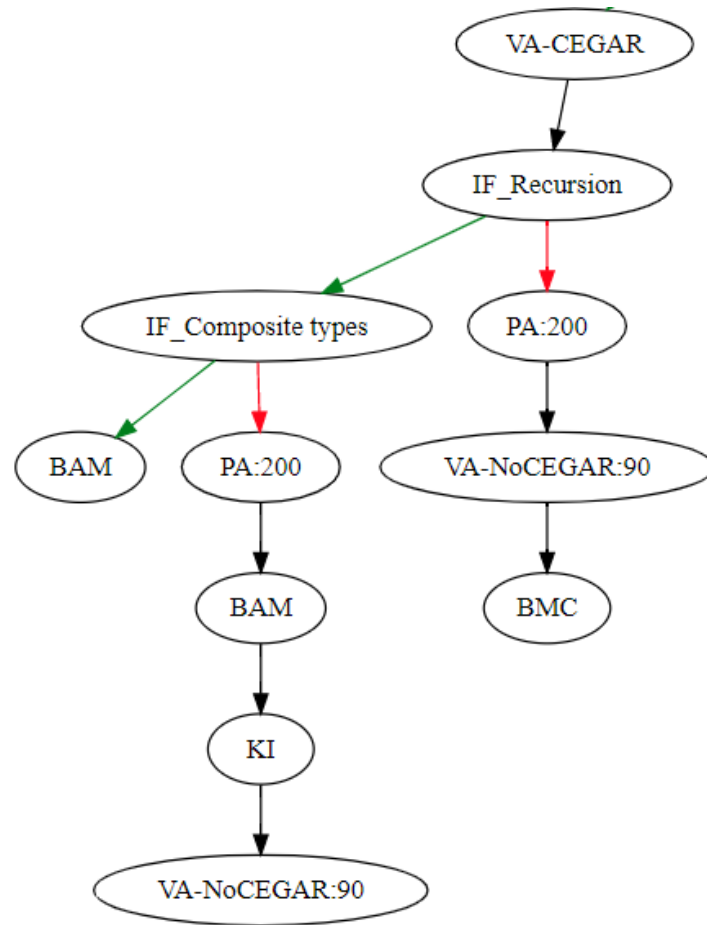 VA-CEGAR
IF_Recursion
IF_Composite types
PA:200
BAM
PA:200
VA-NoCEGAR:90
BAM
BMC
KI
VA-NoCEGAR:90